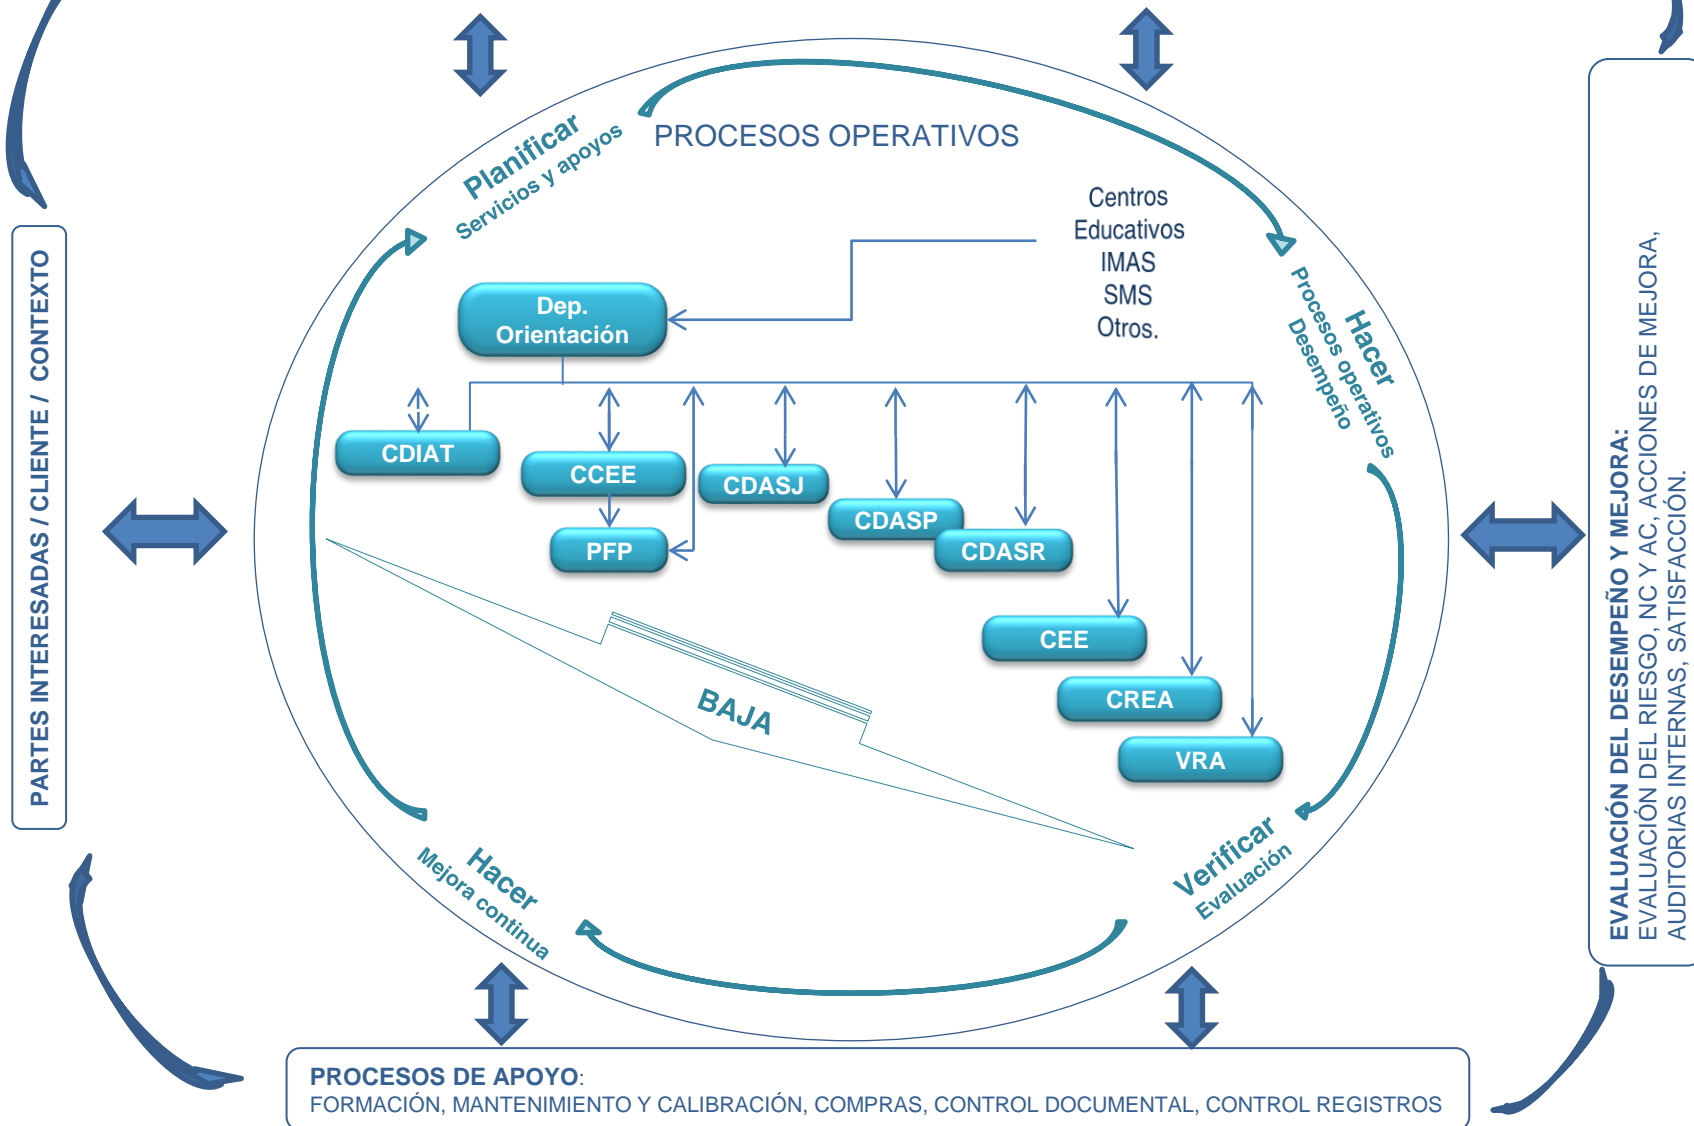 PROCESOS OPERATIVOS
Planificar
Servicios y apoyos
Centros
Educativos
IMAS
SMS
Otros.
Dep.
Orientación
Hacer
Procesos operativos
Desempeño
CDIAT
CCEE
CDASJ
CDASP
PFP
CDASR
CEE
CREA
VRA
BAJA
Verificar
Evaluación
Hacer
Mejora continua
PARTES INTERESADAS / CLIENTE / CONTEXTO
EVALUACIÓN DEL DESEMPEÑO Y MEJORA:
EVALUACIÓN DEL RIESGO, NC Y AC, ACCIONES DE MEJORA,
AUDITORIAS INTERNAS, SATISFACCIÓN.
PROCESOS DE APOYO:
FORMACIÓN, MANTENIMIENTO Y CALIBRACIÓN, COMPRAS, CONTROL DOCUMENTAL, CONTROL REGISTROS